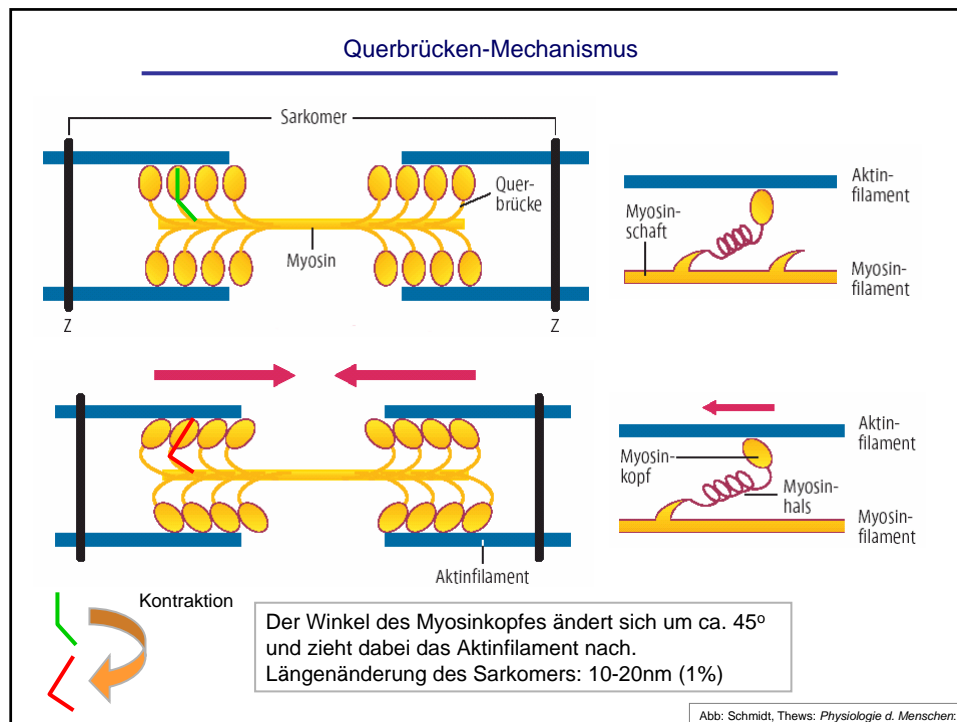 Querbrücken-Mechanismus
Sarkomer
Quer-
brücke
Myosin
Z
Z
Aktin-
filament
Myosin-
schaft
Myosin-
filament
Aktinfilament
Aktin-
filament
Myosin-
kopf
Myosin-
hals
Myosin-
filament
Kontraktion
Der Winkel des Myosinkopfes ändert sich um ca. 45º
und zieht dabei das Aktinfilament nach.
Längenänderung des Sarkomers: 10-20nm (1%)
Abb: Schmidt, Thews: Physiologie d. Menschen: